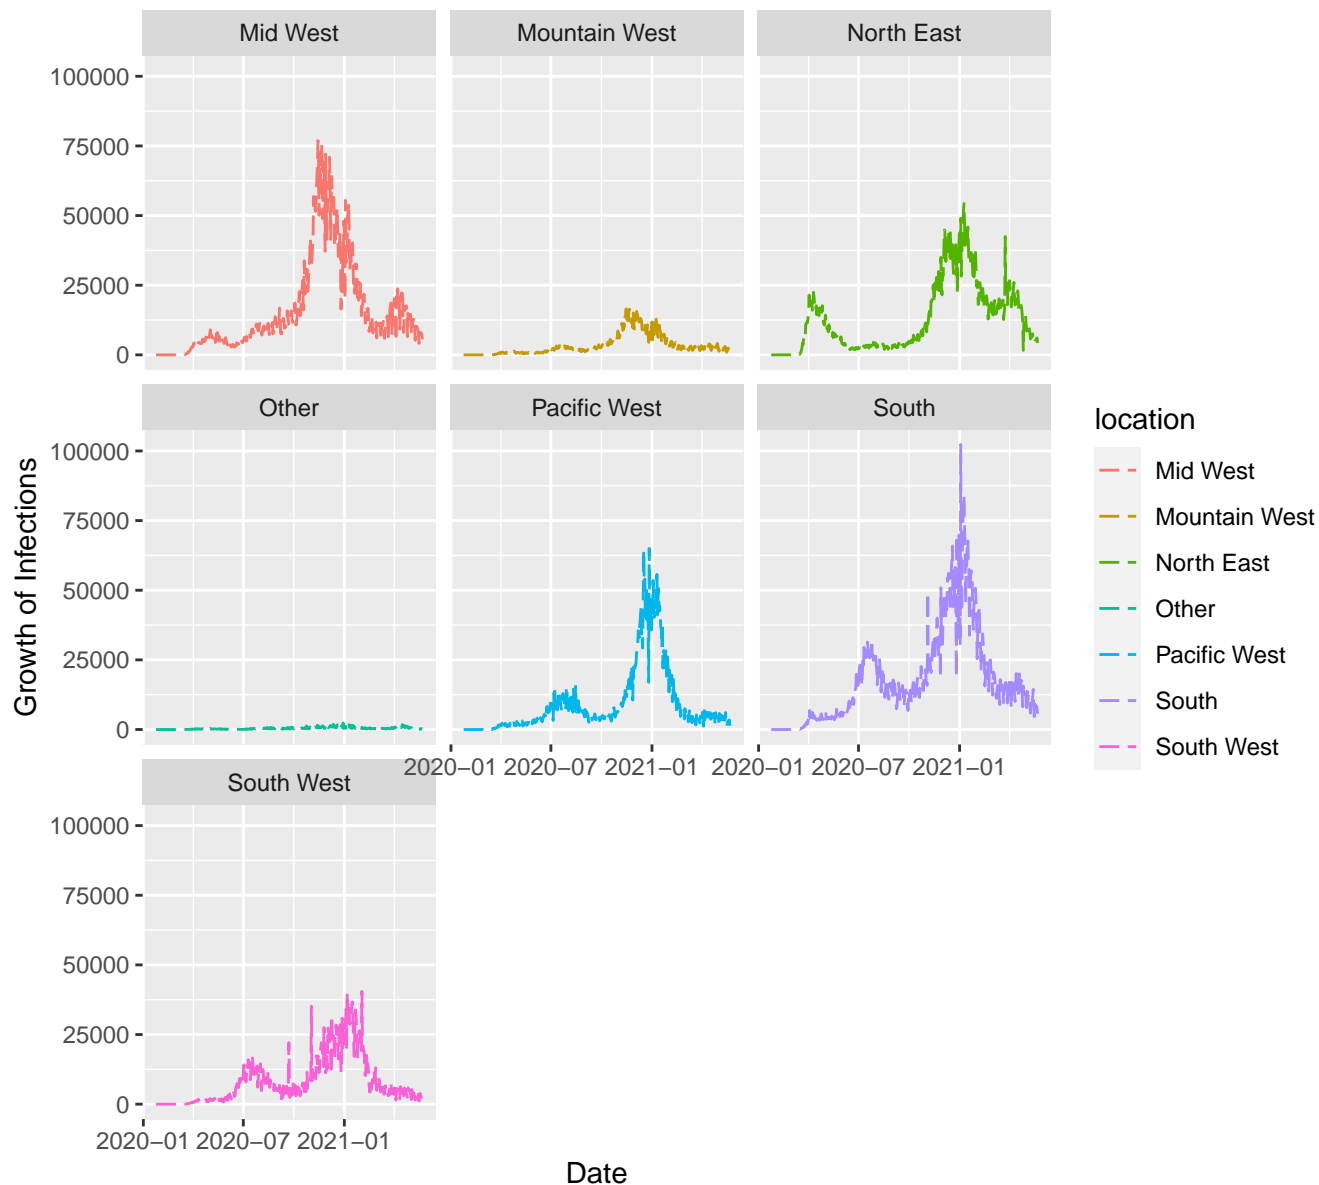 Mid West
Mountain West
North East
100000
75000
50000
25000
0
Other
Pacific West
South
100000
75000
50000
25000
0
2020−01 2020−07 2021−01
2020−01 2020−07 2021−01
South West
100000
75000
50000
25000
0
2020−01 2020−07 2021−01
Date
Growth of Infections
location
Mid West
Mountain West
North East
Other
Pacific West
South
South West